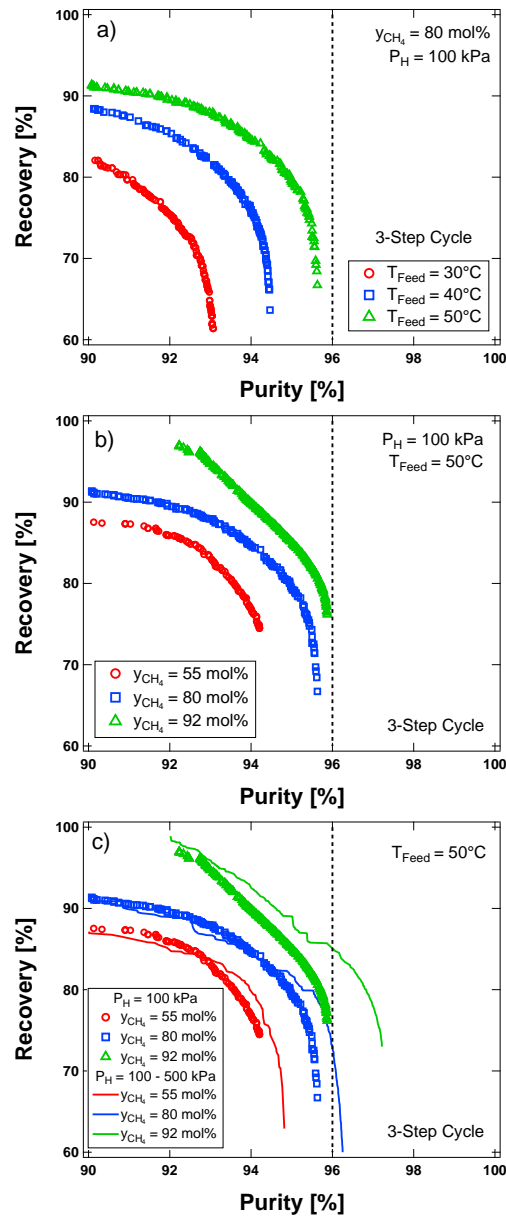 a)
y_CH4 = 80 mol%
P_H = 100 kPa
100
90
80
70
60
Recovery [%]
3-Step Cycle
T_Feed = 30°C
T_Feed = 40°C
T_Feed = 50°C
90 92 94 96 98 100
Purity [%]
b)
P_H = 100 kPa
T_Feed = 50°C
100
90
80
70
60
Recovery [%]
y_CH4 = 55 mol%
y_CH4 = 80 mol%
y_CH4 = 92 mol%
3-Step Cycle
90 92 94 96 98 100
Purity [%]
c)
T_Feed = 50°C
100
90
80
70
60
Recovery [%]
P_H = 100 kPa
y_CH4 = 55 mol%
y_CH4 = 80 mol%
y_CH4 = 92 mol%
P_H = 100 - 500 kPa
y_CH4 = 55 mol%
y_CH4 = 80 mol%
y_CH4 = 92 mol%
3-Step Cycle
90 92 94 96 98 100
Purity [%]